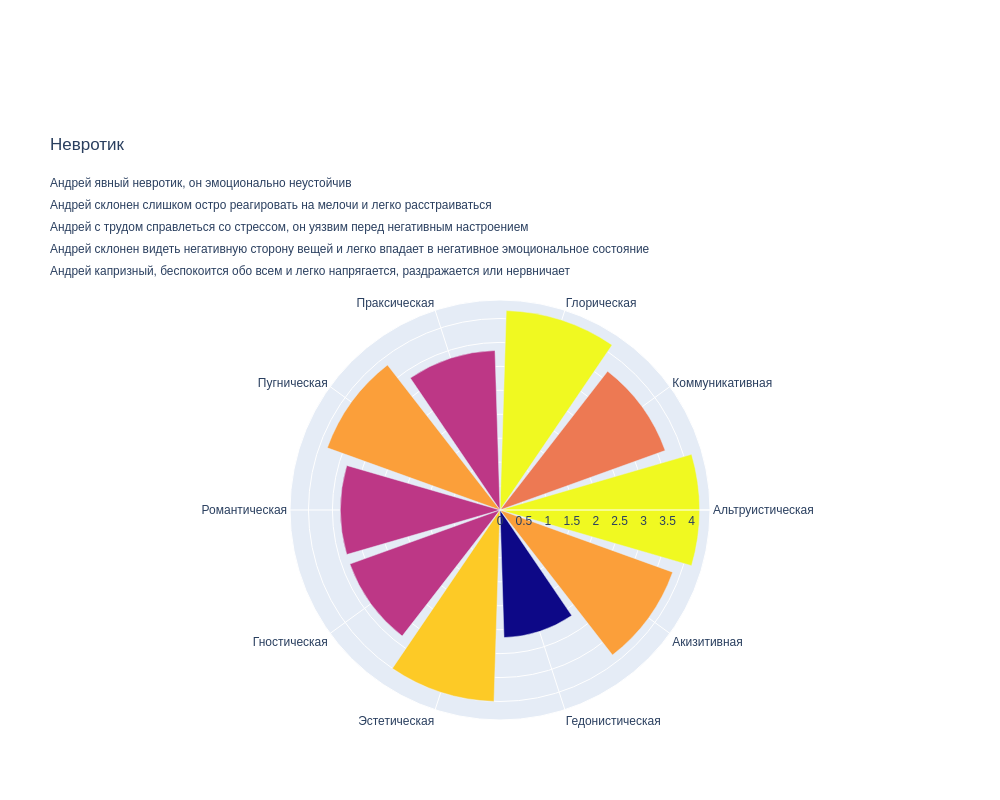 Невротик
Андрей явный невротик, он эмоционально неустойчив
Андрей склонен слишком остро реагировать на мелочи и легко расстраиваться
Андрей с трудом справлеться со стрессом, он уязвим перед негативным настроением
Андрей склонен видеть негативную сторону вещей и легко впадает в негативное эмоциональное состояние
Андрей капризный, беспокоится обо всем и легко напрягается, раздражается или нервничает
Праксическая
Глорическая
Пугническая
Коммуникативная
Романтическая
Альтруистическая
0 0.5 1 1.5 2 2.5 3 3.5 4
Гностическая
Акизитивная
Эстетическая
Гедонистическая